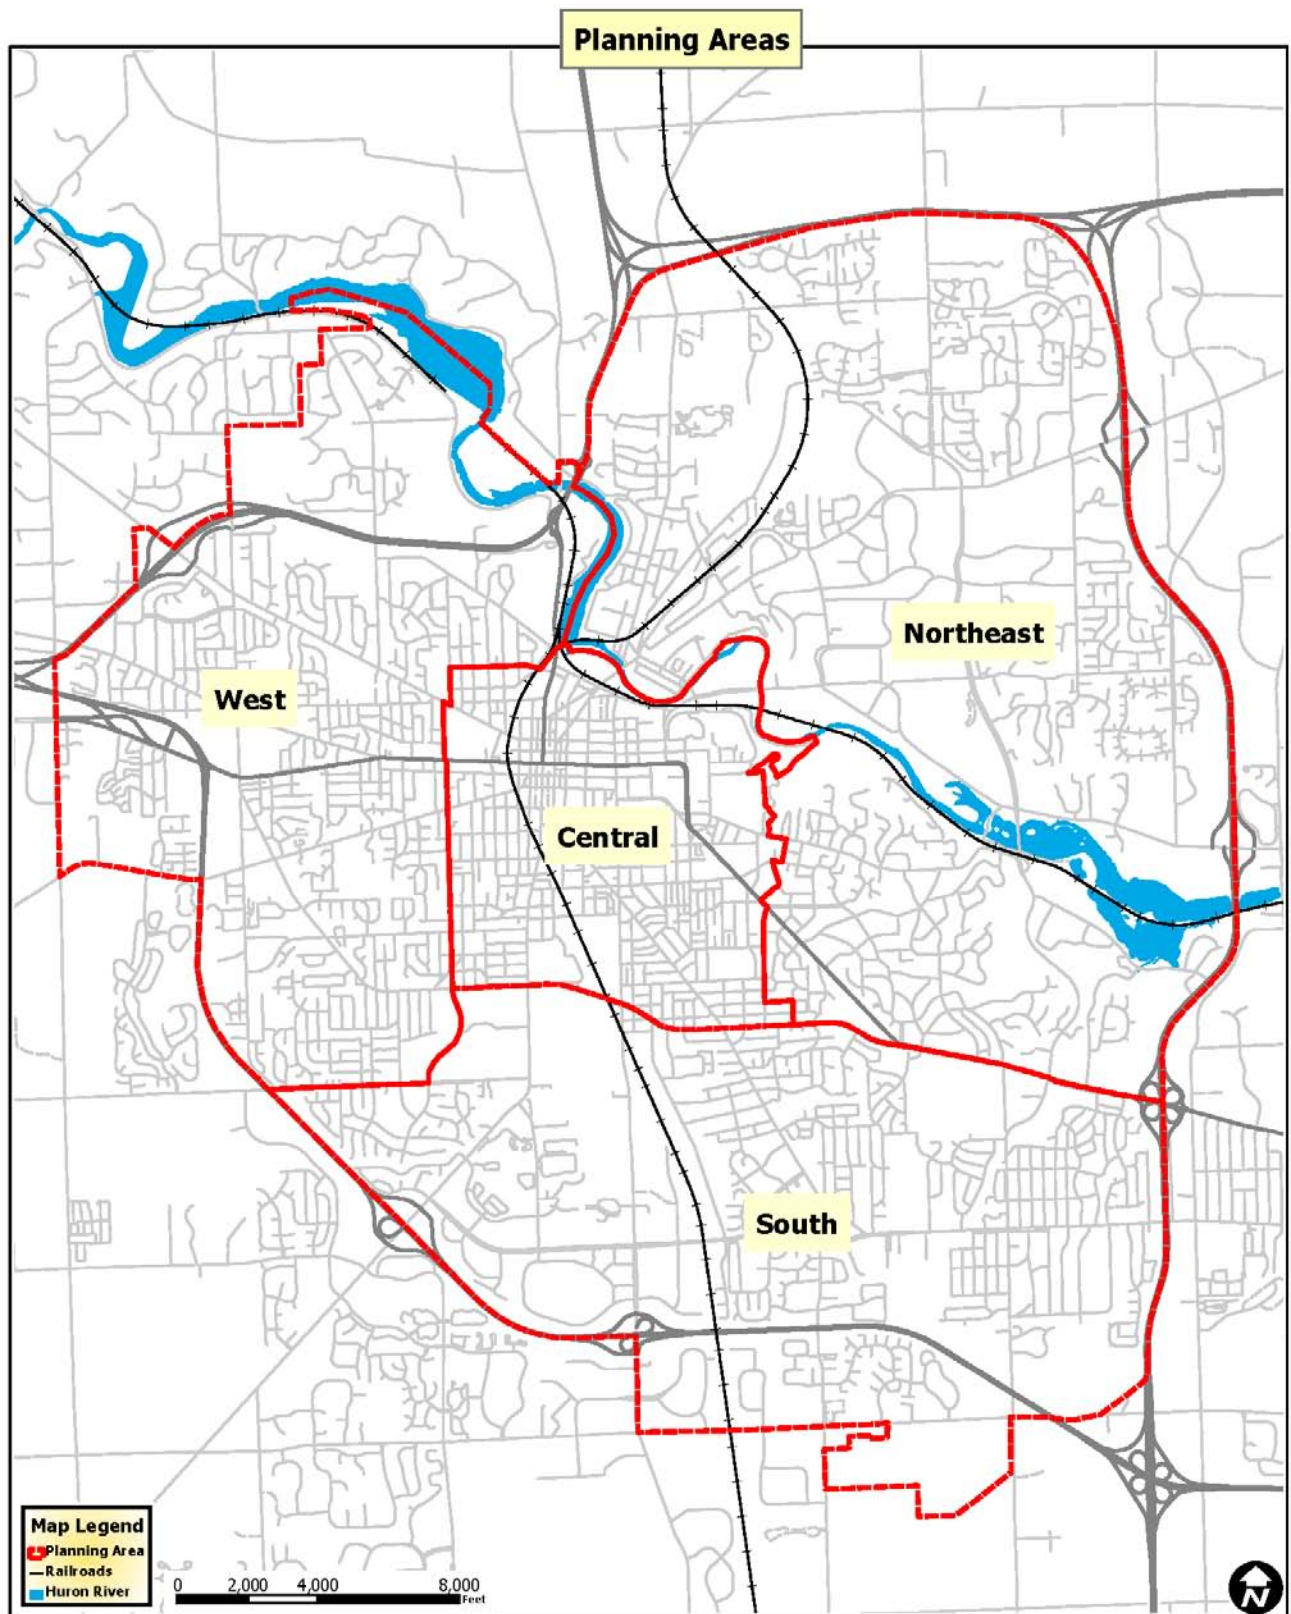 Planning Areas
Northeast
West
Central
South
Map Legend
Planning Area
Railroads
Huron River
0 2,000 4,000 8,000
Feet
N